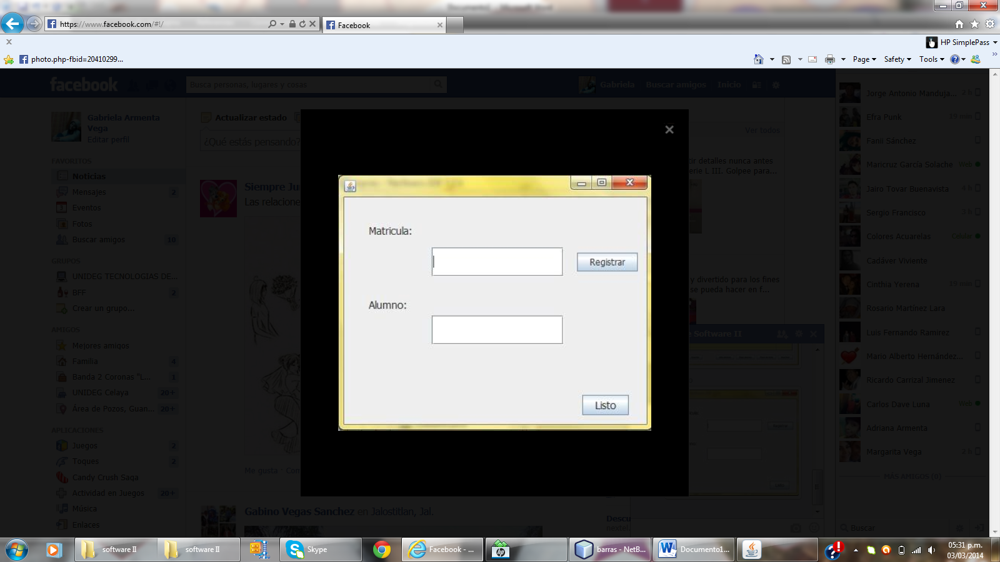 https://www.facebook.com/#!/
Facebook
HP SimplePass
photo.php-fbid=20410299...
Page
Safety
Tools
facebook
Busca personas, lugares y cosas
Gabriela
Buscar amigos
Inicio
Gabriela Armenta Vega
Editar perfil
FAVORITOS
Noticias
Mensajes 2
Eventos
Fotos
Buscar amigos 10
GRUPOS
UNIDEG TECNOLOGIAS DE...
BFF 2
Crear un grupo...
AMIGOS
Mejores amigos
Familia 4
Banda 2 Coronas "L... 1
UNIDEG Celaya 20+
Área de Pozos, Guan... 20+
APLICACIONES
Juegos 2
Toques 2
Candy Crush Saga
Actividad en Juegos 20+
Música
Enlaces
Actualizar estado
¿Qué estás pensando?
Siempre Ju
Las relacione
Me gusta · Con
Gabino Vegas Sanchez en Jalostitlan, Jal.
Matricula:
Registrar
Alumno:
Listo
Ver todos
tir detalles nunca antes
erie L III. Golpee para...
y divertido para los fines
se pueda hacer en f...
e Software II
Descu
nextel.
Jorge Antonio Manduja... 2 h
Efra Punk 19 min
Fanii Sánchez
Maricruz García Solache Web
Jairo Tovar Buenavista 4 h
Sergio Francisco 3 h
Colores Acuarelas Celular
Cadáver Viviente
Cinthia Yerena 19 min
Rosario Martínez Lara
Luis Fernando Ramirez
Mario Alberto Hernández...
Ricardo Carrizal Jimenez
Carlos Dave Luna Web
Adriana Armenta
Margarita Vega 2 h
MÁS AMIGOS (0)
Buscar
software II
software II
Skype
Facebook - ...
barras - NetB...
Documento1...
05:31 p.m.
03/03/2014